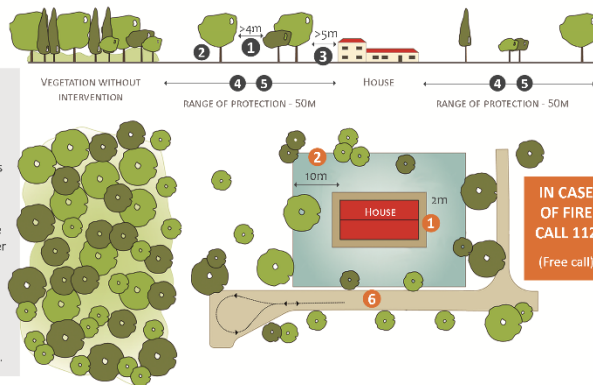 >4m
>5m
2
1
3
4 5
4 5
VEGETATION WITHOUT
INTERVENTION
HOUSE
RANGE OF PROTECTION - 50M
RANGE OF PROTECTION - 50M
2
10m
2m
HOUSE
1
6
IN CASE
OF FIRE
CALL 112
(Free call)